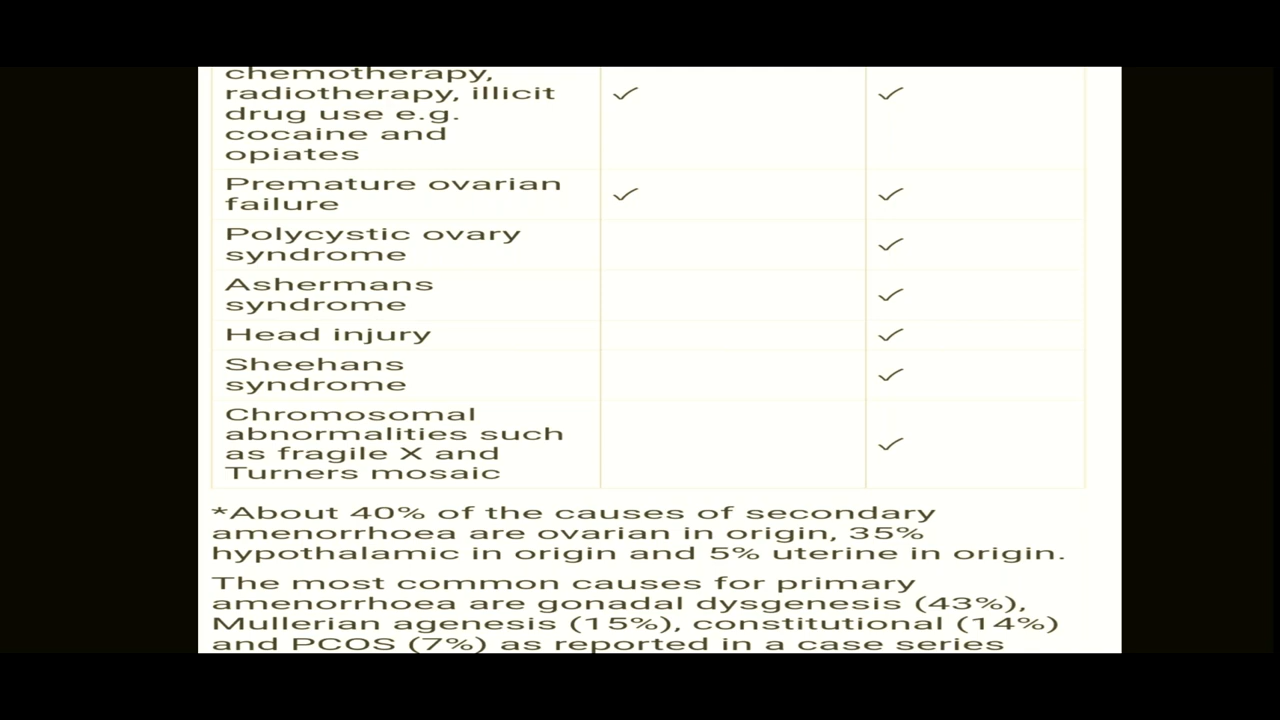 chemotherapy,
radiotherapy, illicit ✓ ✓
drug use e.g.
cocaine and
opiates
Premature ovarian
failure ✓ ✓
Polycystic ovary
syndrome ✓
Ashermans
syndrome ✓
Head injury ✓
Sheehans
syndrome ✓
Chromosomal
abnormalities such
as fragile X and ✓
Turners mosaic
*About 40% of the causes of secondary
amenorrhoea are ovarian in origin, 35%
hypothalamic in origin and 5% uterine in origin.
The most common causes for primary
amenorrhoea are gonadal dysgenesis (43%),
Mullerian agenesis (15%), constitutional (14%)
and PCOS (7%) as reported in a case series